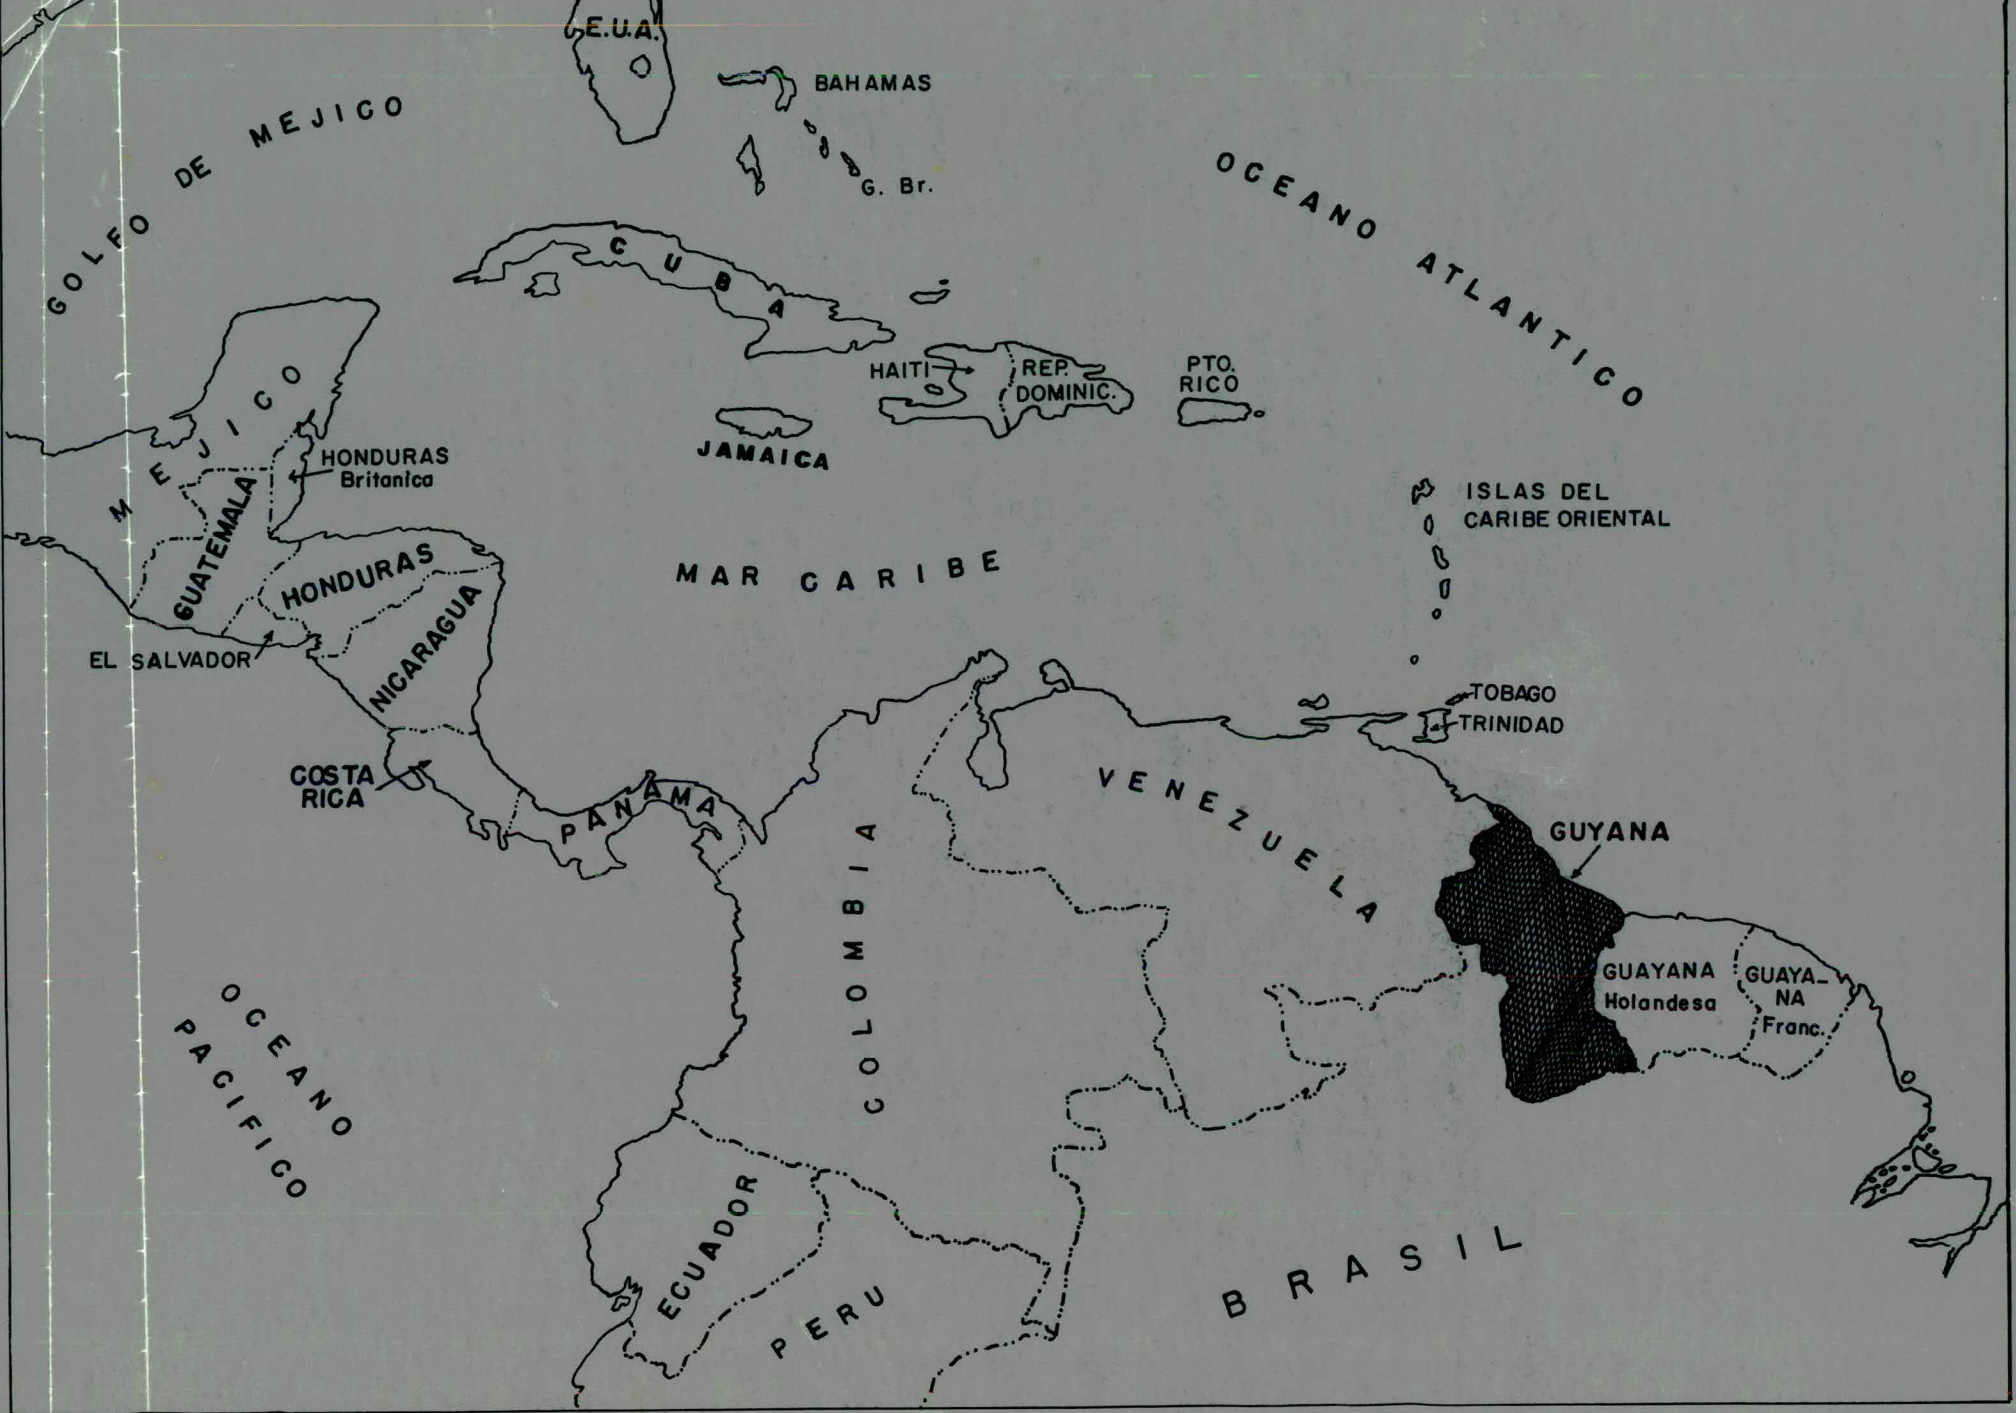 E.U.A.
BAHAMAS
G. Br.
GOLFO DE MEJICO
OCEANO ATLANTICO
CUBA
HAITI
REP.
DOMINIC.
PTO.
RICO
JAMAICA
MEJICO
HONDURAS
Britanica
GUATEMALA
HONDURAS
EL SALVADOR
NICARAGUA
MAR CARIBE
ISLAS DEL
CARIBE ORIENTAL
TOBAGO
TRINIDAD
COSTA
RICA
PANAMA
VENEZUELA
COLOMBIA
GUYANA
GUAYANA
Holandesa
GUAYA-
NA
Franc.
OCEANO
PACIFICO
ECUADOR
PERU
BRASIL